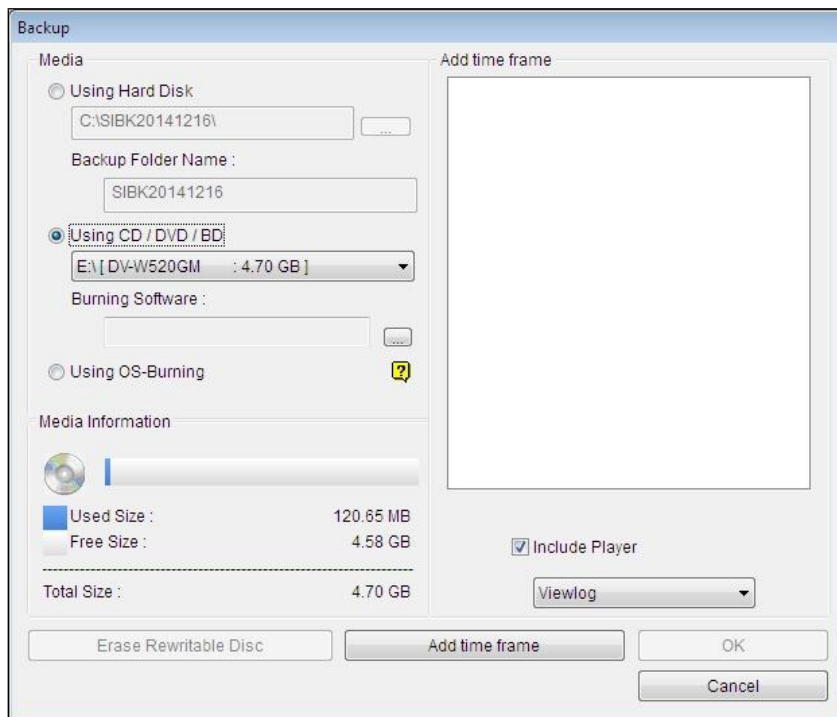 Backup
Media
Using Hard Disk
C:\SIBK20141216\
...
Backup Folder Name :
SIBK20141216
Using CD / DVD / BD
E:\ [ DV-W520GM : 4.70 GB ]
Burning Software :
...
Using OS-Burning
?
Media Information
Used Size : 120.65 MB
Free Size : 4.58 GB
Total Size : 4.70 GB
Add time frame
Include Player
Viewlog
Erase Rewritable Disc
Add time frame
OK
Cancel